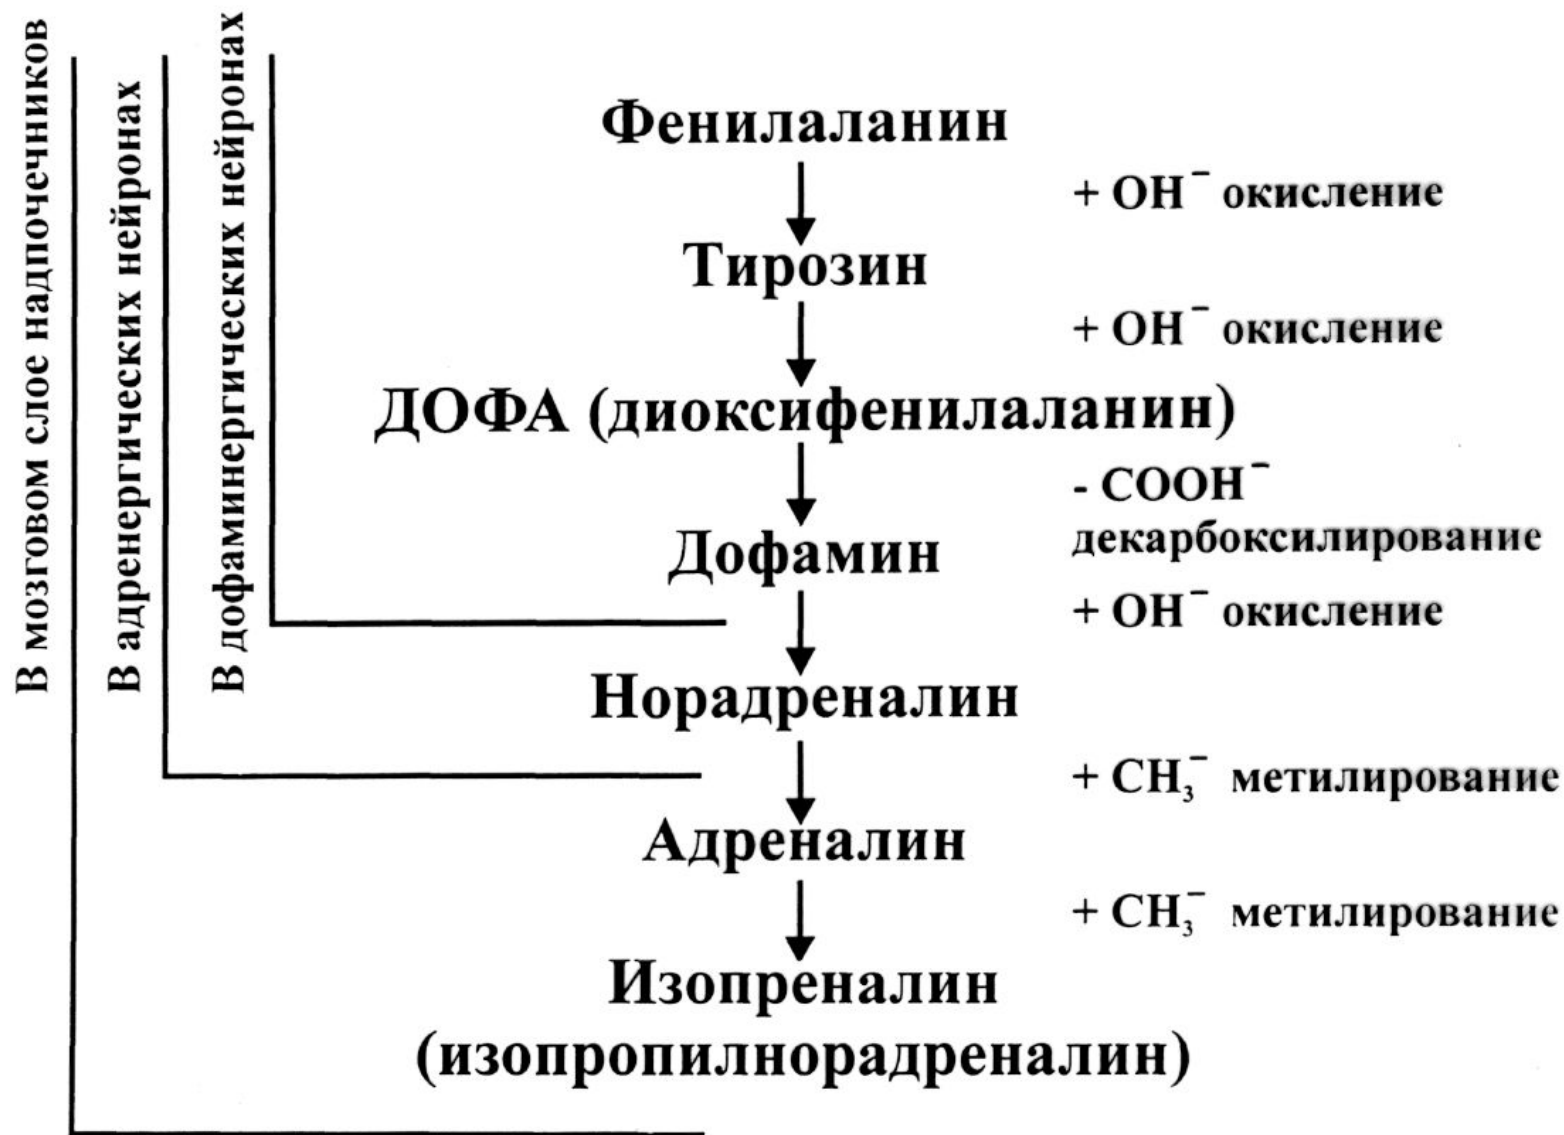 В мозговом слое надпочечников
В адренергических нейронах
В дофаминергических нейронах
Фенилаланин
+ OH⁻ окисление
Тирозин
+ OH⁻ окисление
ДОФА (диоксифенилаланин)
- COOH⁻
декарбоксилирование
Дофамин
+ OH⁻ окисление
Норадреналин
+ CH₃⁻ метилирование
Адреналин
+ CH₃⁻ метилирование
Изопреналин
(изопропилнорадреналин)